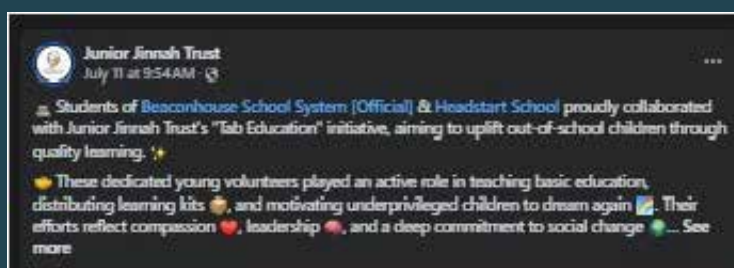 Junior Jinnah Trust
July 11 at 9:54 AM ·
Students of Beaconhouse School System [Official] & Headstart School proudly collaborated
with Junior Jinnah Trust's "Tab Education" initiative, aiming to uplift out-of-school children through
quality learning. ✨
These dedicated young volunteers played an active role in teaching basic education,
distributing learning kits, and motivating underprivileged children to dream again. Their
efforts reflect compassion ❤️, leadership 🧠, and a deep commitment to social change... See
more